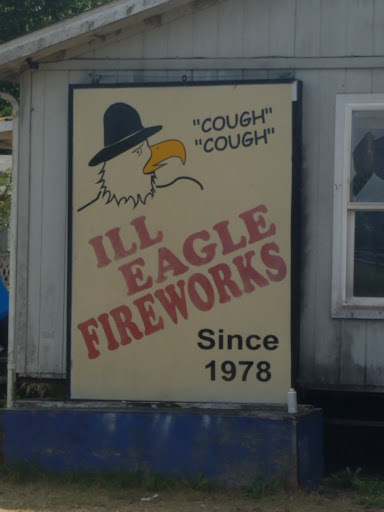 "COUGH"
"COUGH"
ILL
EAGLE
FIREWORKS
Since
1978